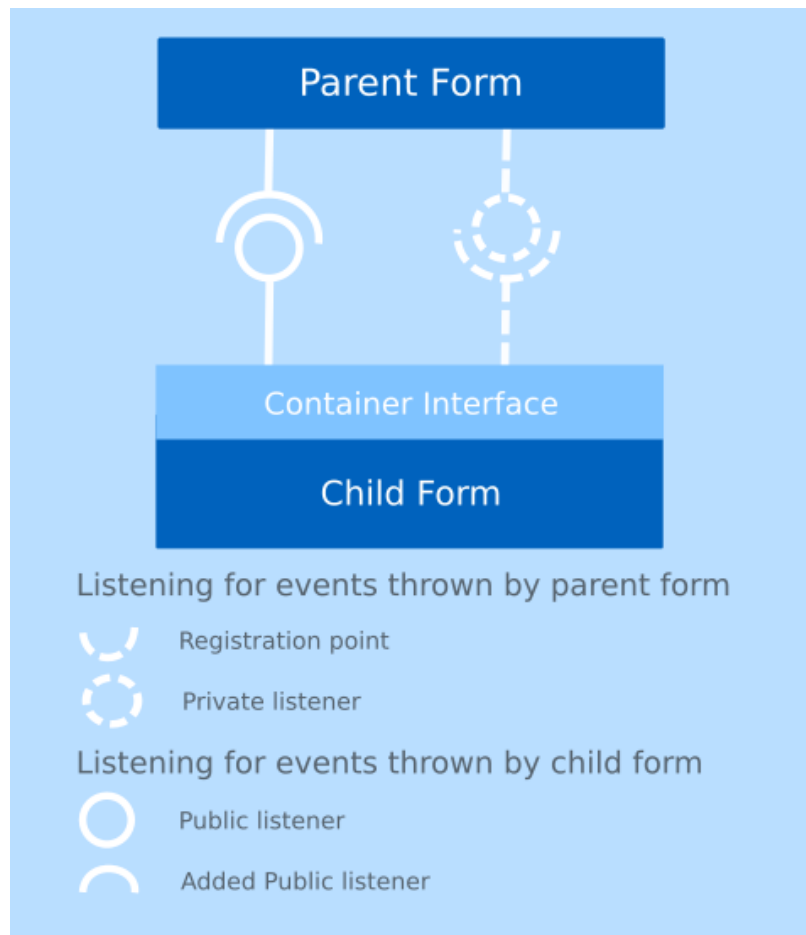 Parent Form
Container Interface
Child Form
Listening for events thrown by parent form
Registration point
Private listener
Listening for events thrown by child form
Public listener
Added Public listener